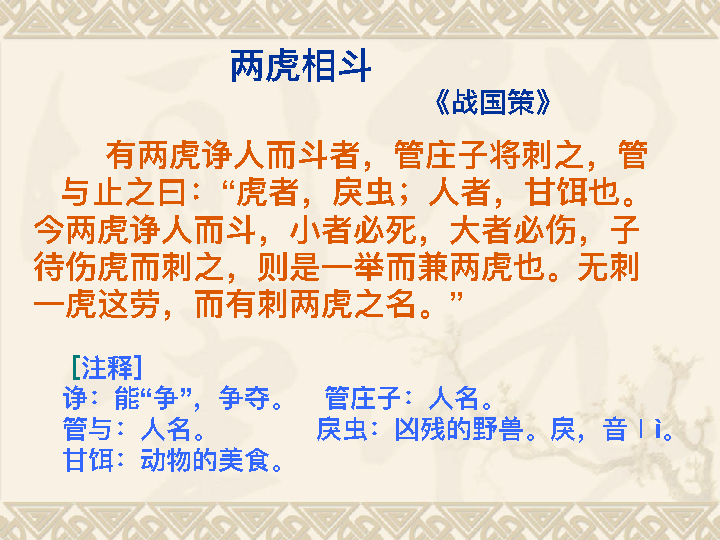 两虎相斗
《战国策》
有两虎诤人而斗者，管庄子将刺之，管
与止之曰：“虎者，戾虫；人者，甘饵也。
今两虎诤人而斗，小者必死，大者必伤，子
待伤虎而刺之，则是一举而兼两虎也。无刺
一虎这劳，而有刺两虎之名。”
[注释]
诤：能“争”，争夺。 管庄子：人名。
管与：人名。 戾虫：凶残的野兽。戾，音lì。
甘饵：动物的美食。